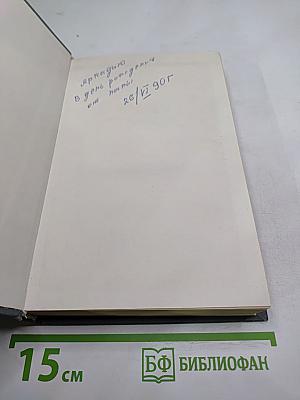 Аркадию
в день рождения
от папы
26/VI 90 г
15 см
БФ БИБЛИОФАН